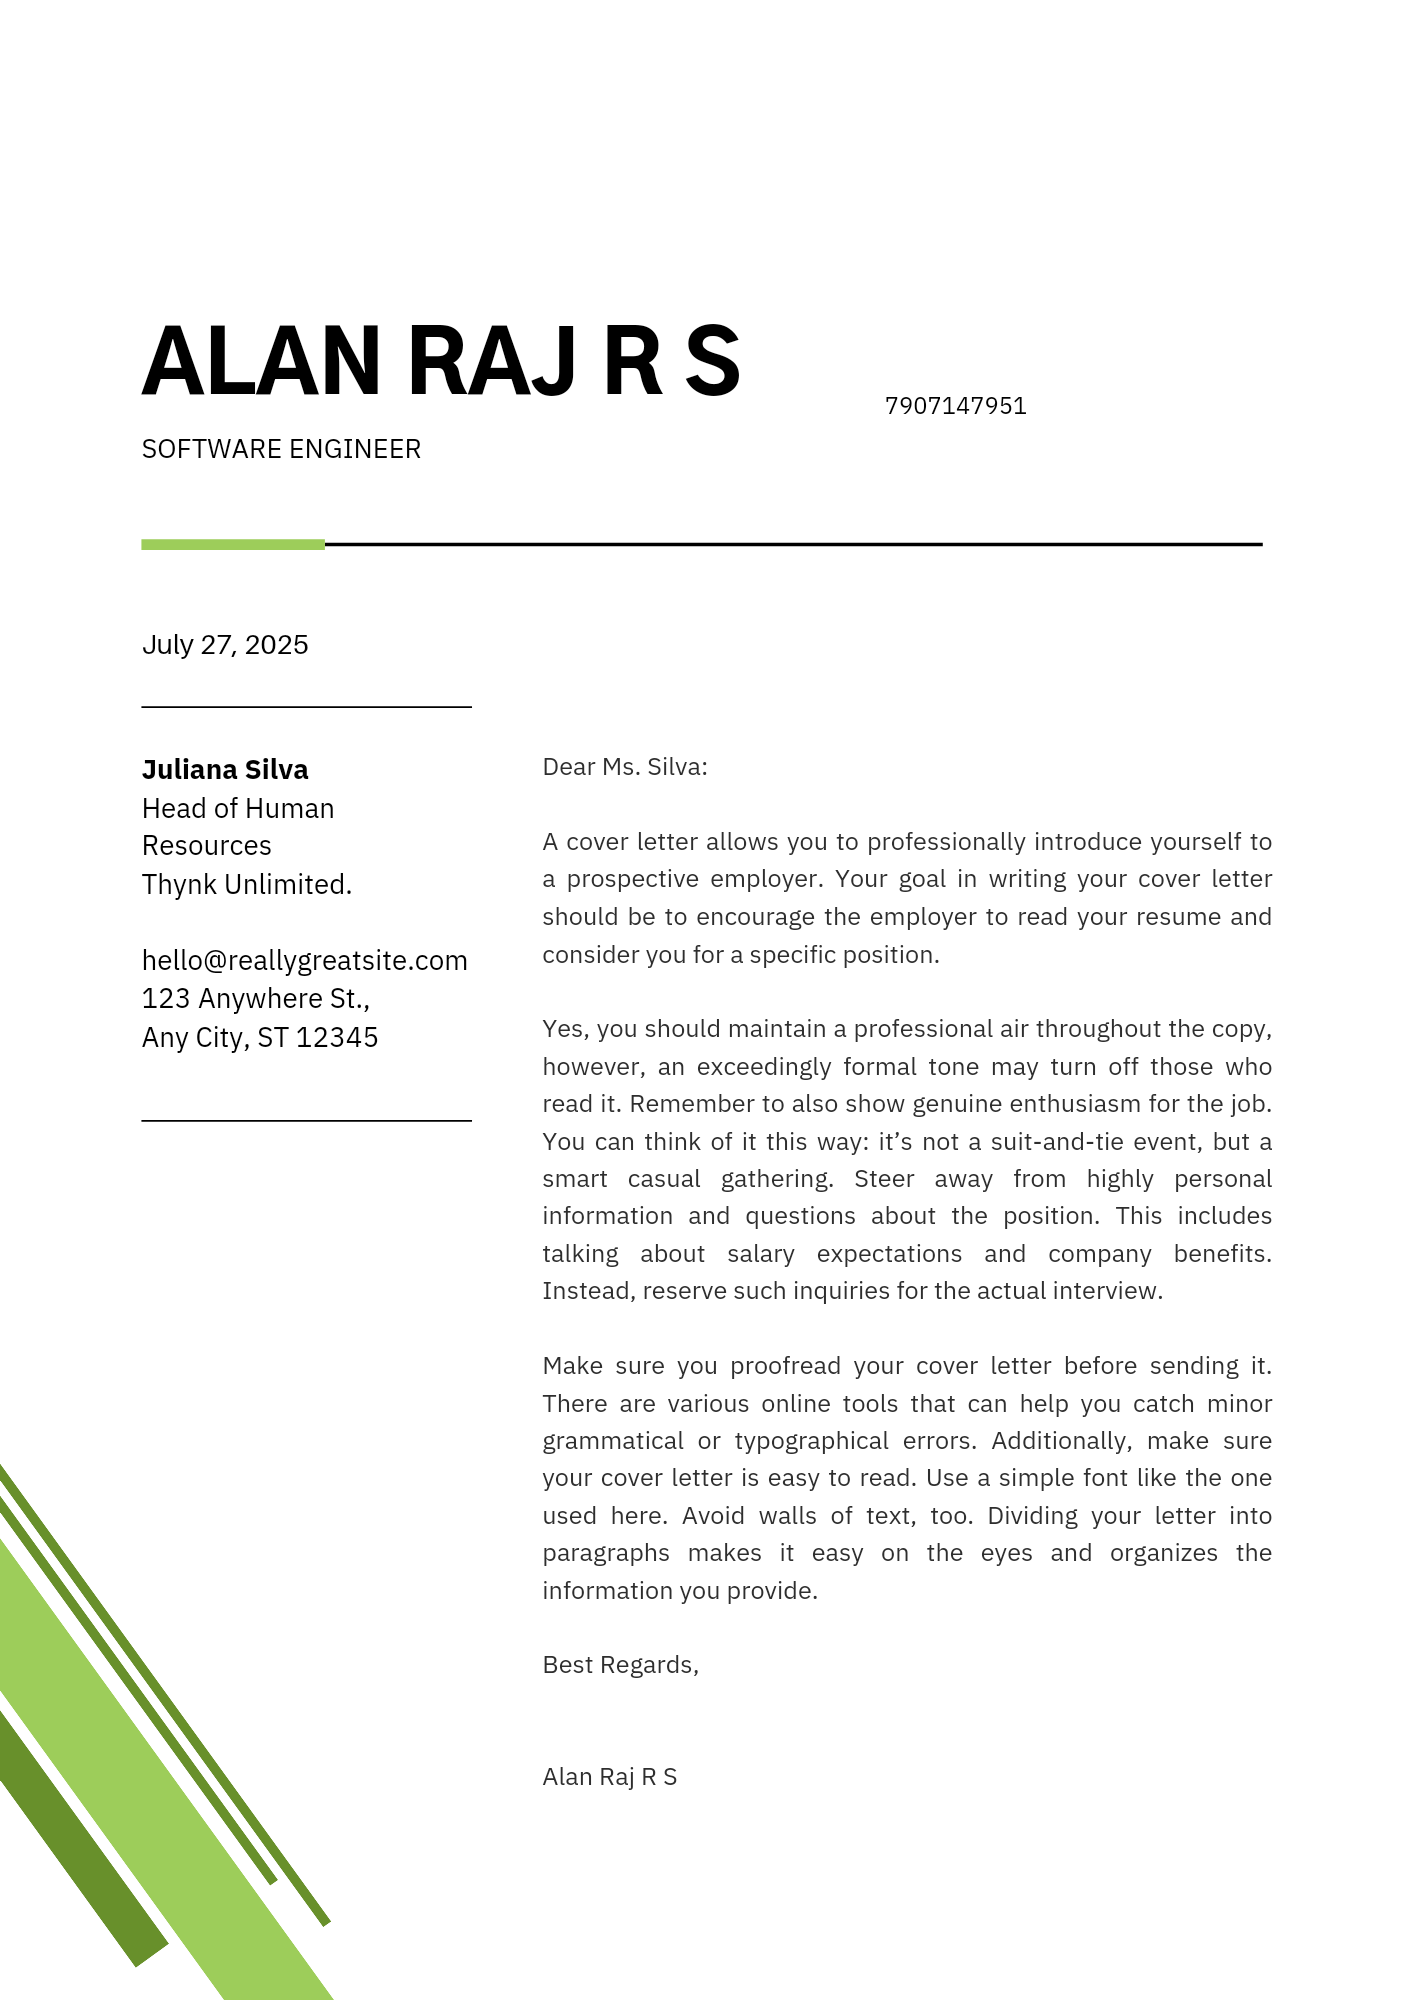 ALAN RAJ R S
7907147951
SOFTWARE ENGINEER
July 27, 2025
Juliana Silva
Head of Human
Resources
Thynk Unlimited.
hello@reallygreatsite.com
123 Anywhere St.,
Any City, ST 12345
Dear Ms. Silva:
A cover letter allows you to professionally introduce yourself to
a prospective employer. Your goal in writing your cover letter
should be to encourage the employer to read your resume and
consider you for a specific position.
Yes, you should maintain a professional air throughout the copy,
however, an exceedingly formal tone may turn off those who
read it. Remember to also show genuine enthusiasm for the job.
You can think of it this way: it’s not a suit-and-tie event, but a
smart casual gathering. Steer away from highly personal
information and questions about the position. This includes
talking about salary expectations and company benefits.
Instead, reserve such inquiries for the actual interview.
Make sure you proofread your cover letter before sending it.
There are various online tools that can help you catch minor
grammatical or typographical errors. Additionally, make sure
your cover letter is easy to read. Use a simple font like the one
used here. Avoid walls of text, too. Dividing your letter into
paragraphs makes it easy on the eyes and organizes the
information you provide.
Best Regards,
Alan Raj R S